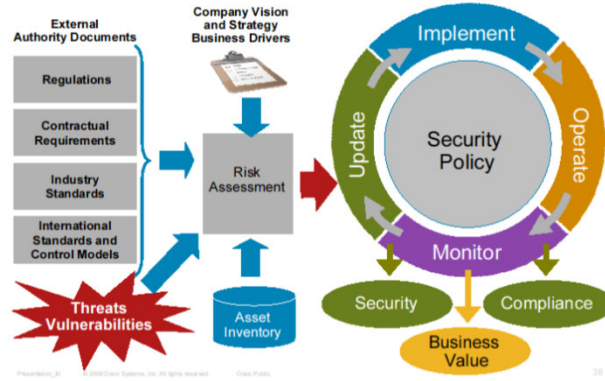 External
Authority Documents
Regulations
Contractual
Requirements
Industry
Standards
International
Standards and
Control Models
Threats
Vulnerabilities
Company Vision
and Strategy
Business Drivers
Risk
Assessment
Asset
Inventory
Implement
Operate
Monitor
Update
Security
Policy
Security
Business
Value
Compliance
Presentation_ID
© 2009 Cisco Systems, Inc. All rights reserved.
Cisco Public